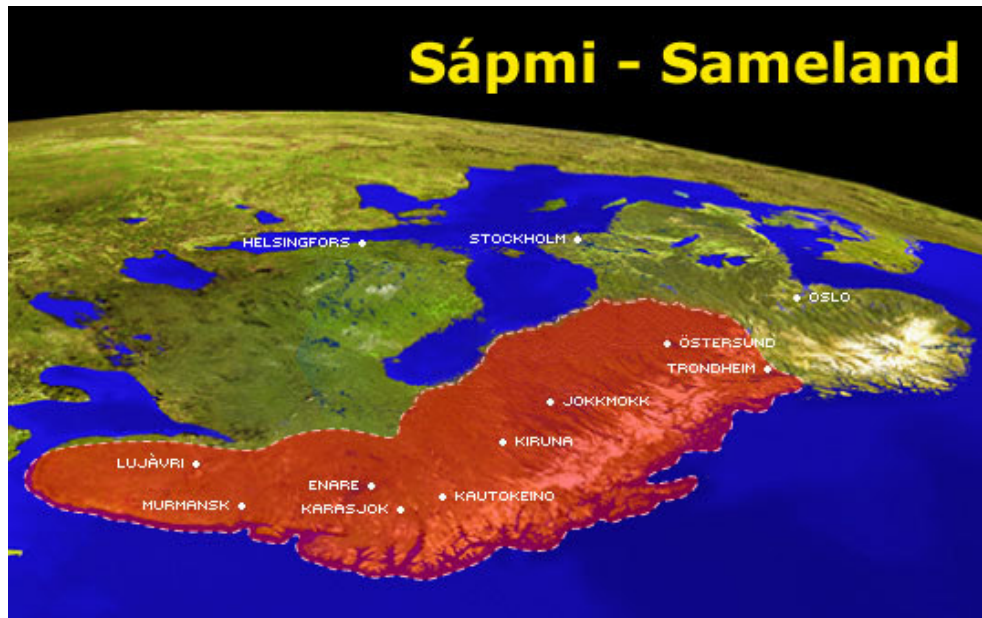 Sápmi - Sameland
HELSINGFORS
STOCKHOLM
OSLO
ÖSTERSUND
TRONDHEIM
JOKKMOKK
KIRUNA
LUJÀVRI
ENARE
KAUTOKEINO
MURMANSK
KARASJOK